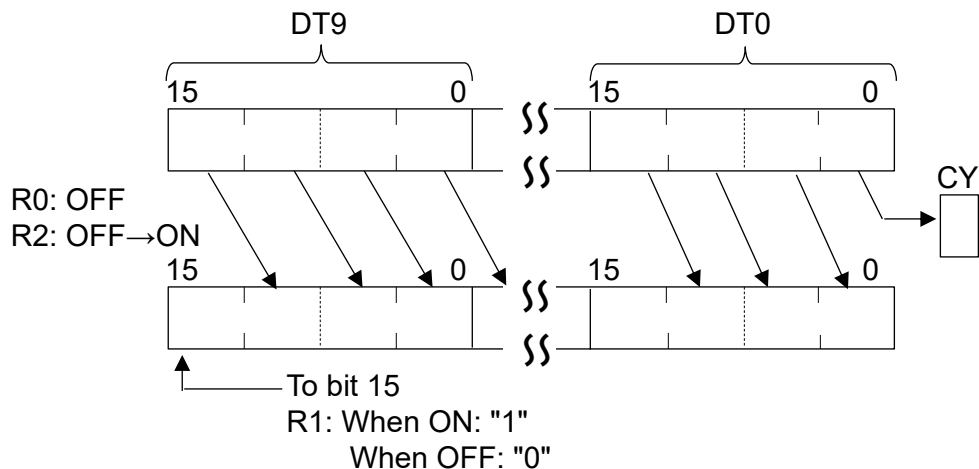 DT9 DT0
15 0 15 0
CY
R0: OFF
R2: OFF→ON
15 0 15 0
To bit 15
R1: When ON: "1"
When OFF: "0"